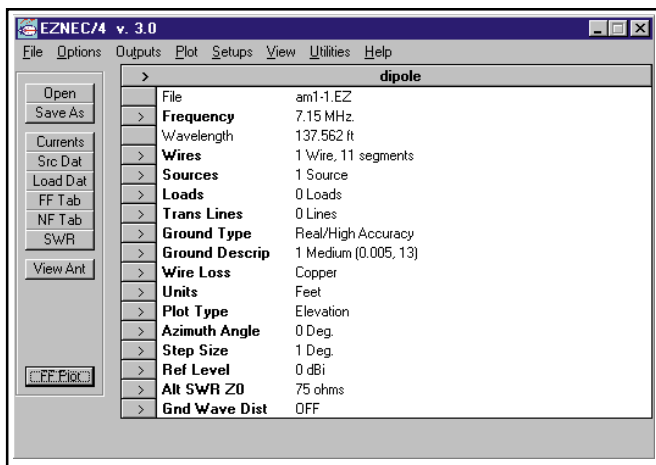 EZNEC/4 v. 3.0
File Options Outputs Plot Setups View Utilities Help
> dipole
Open
Save As
Currents
Src Dat
Load Dat
FF Tab
NF Tab
SWR
View Ant
FF Plot
File am1-1.EZ
> Frequency 7.15 MHz.
Wavelength 137.562 ft
> Wires 1 Wire, 11 segments
> Sources 1 Source
> Loads 0 Loads
> Trans Lines 0 Lines
> Ground Type Real/High Accuracy
> Ground Descrip 1 Medium (0.005, 13)
> Wire Loss Copper
> Units Feet
> Plot Type Elevation
> Azimuth Angle 0 Deg.
> Step Size 1 Deg.
> Ref Level 0 dBi
> Alt SWR Z0 75 ohms
> Gnd Wave Dist OFF